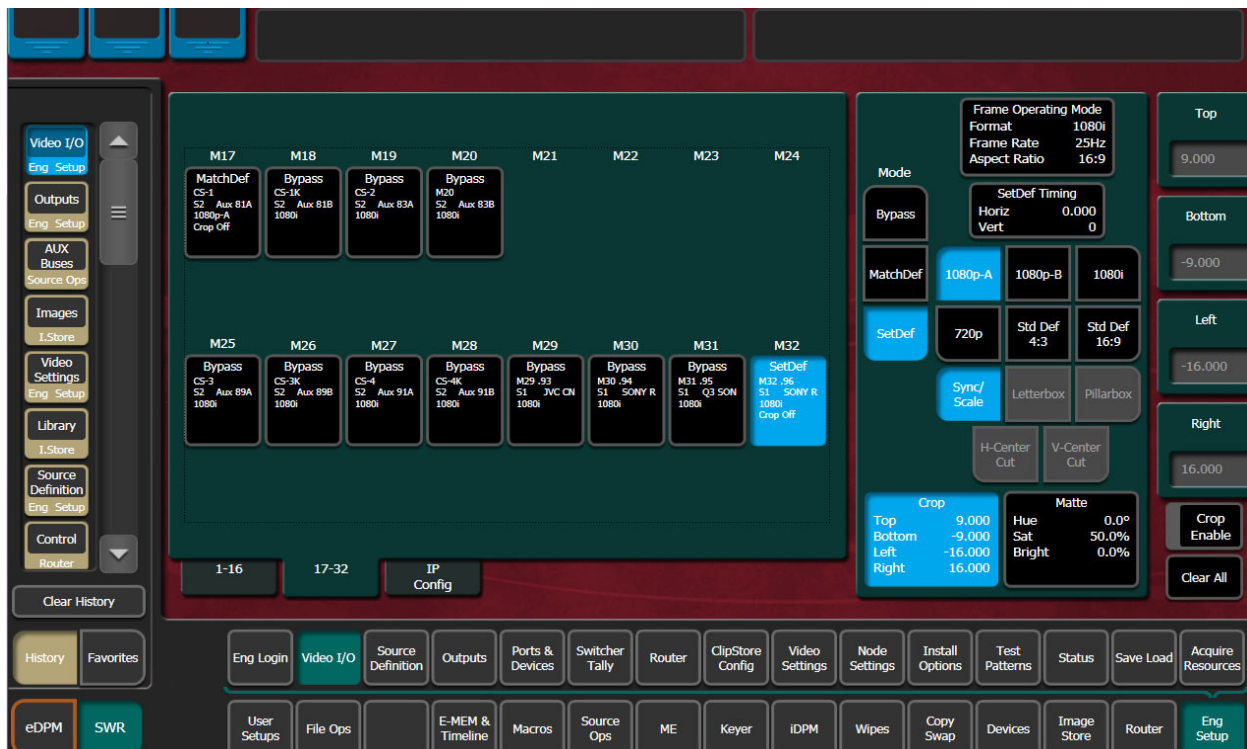 Video I/O
Eng Setup
Outputs
Eng Setup
AUX
Buses
Source Ops
Images
I.Store
Video
Settings
Eng Setup
Library
I.Store
Source
Definition
Eng Setup
Control
Router
Clear History
History Favorites
eDPM SWR
M17 M18 M19 M20 M21 M22 M23 M24
MatchDef
CS-1
S2 Aux 81A
1080p-A
Crop Off
Bypass
CS-1K
S2 Aux 81B
1080i
Bypass
CS-2
S2 Aux 83A
1080i
Bypass
M20
S2 Aux 83B
1080i
M25 M26 M27 M28 M29 M30 M31 M32
Bypass
CS-3
S2 Aux 89A
1080i
Bypass
CS-3K
S2 Aux 89B
1080i
Bypass
CS-4
S2 Aux 91A
1080i
Bypass
CS-4K
S2 Aux 91B
1080i
Bypass
M29 .93
S1 JVC CN
1080i
Bypass
M30 .94
S1 SONY R
1080i
Bypass
M31 .95
S1 Q3 SON
1080i
SetDef
M32 .96
S1 SONY R
1080i
Crop Off
1-16 17-32 IP
Config
Frame Operating Mode
Format 1080i
Frame Rate 25Hz
Aspect Ratio 16:9
Mode
SetDef Timing
Horiz 0.000
Vert 0
Bypass
MatchDef 1080p-A 1080p-B 1080i
SetDef 720p Std Def
4:3 Std Def
16:9
Sync/
Scale Letterbox Pillarbox
H-Center
Cut V-Center
Cut
Crop
Top 9.000
Bottom -9.000
Left -16.000
Right 16.000
Matte
Hue 0.0°
Sat 50.0%
Bright 0.0%
Top
9.000
Bottom
-9.000
Left
-16.000
Right
16.000
Crop
Enable
Clear All
Eng Login Video I/O Source
Definition Outputs Ports &
Devices Switcher
Tally Router ClipStore
Config Video
Settings Node
Settings Install
Options Test
Patterns Status Save Load Acquire
Resources
User
Setups File Ops E-MEM &
Timeline Macros Source
Ops ME Keyer iDPM Wipes Copy
Swap Devices Image
Store Router Eng
Setup